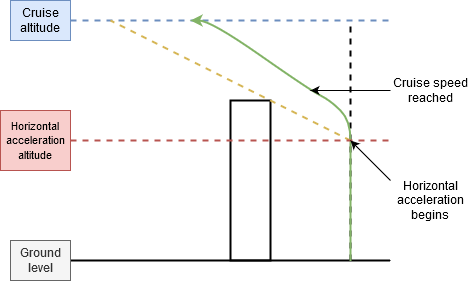 Cruise
altitude
Cruise speed
reached
Horizontal
acceleration
altitude
Horizontal
acceleration
begins
Ground
level